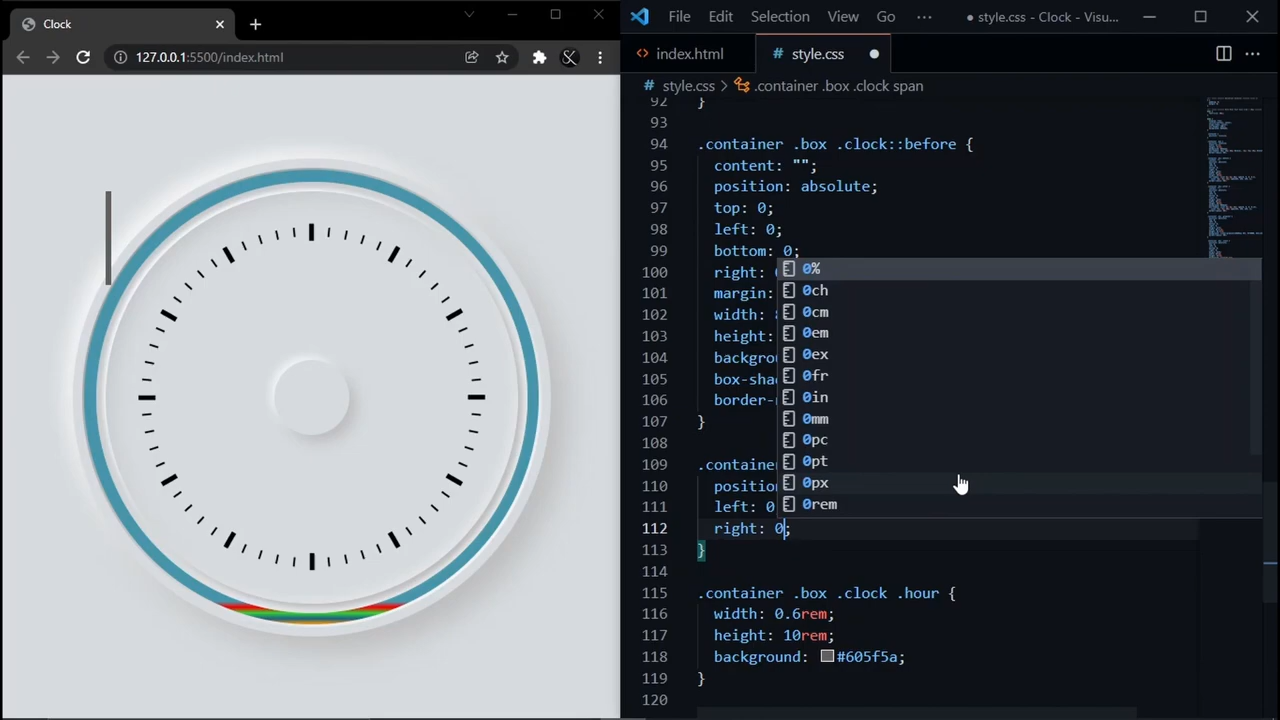 Clock
127.0.0.1:5500/index.html
File Edit Selection View Go ··· ● style.css - Clock - Visu...
<> index.html # style.css ●
# style.css > .container .box .clock span
92 }
93
94 .container .box .clock::before {
95 content: "";
96 position: absolute;
97 top: 0;
98 left: 0;
99 bottom: 0;
100 right:
101 margin:
102 width:
103 height:
104 backgrou
105 box-sha
106 border-
107 }
108
109 .containe
110 position
111 left: 0
112 right: 0;
113 }
114
115 .container .box .clock .hour {
116 width: 0.6rem;
117 height: 10rem;
118 background: #605f5a;
119 }
120
0%
0ch
0cm
0em
0ex
0fr
0in
0mm
0pc
0pt
0px
0rem